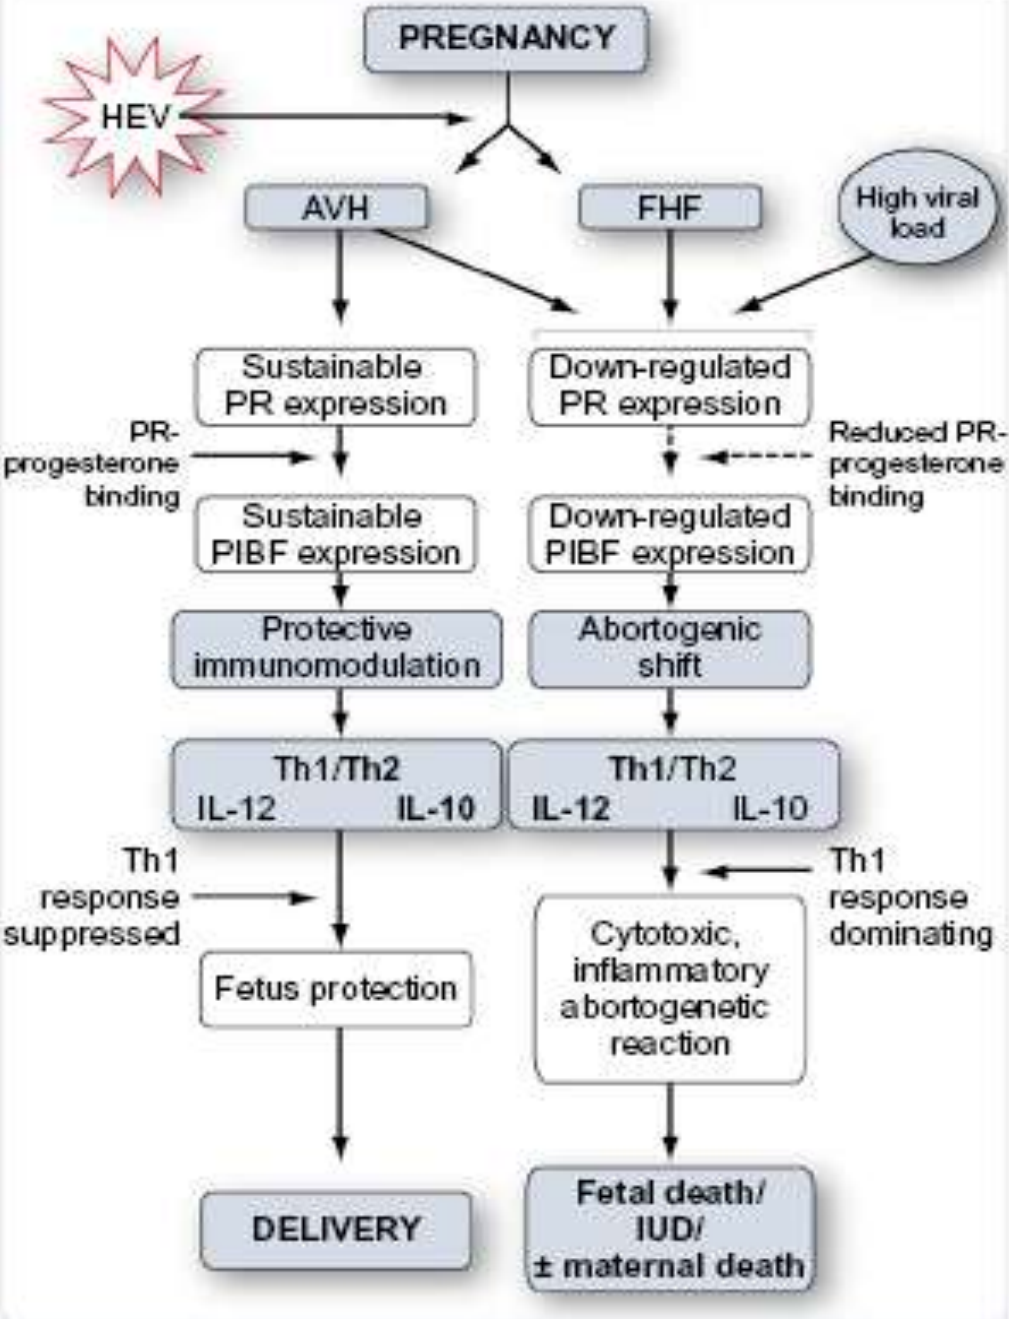 PREGNANCY
HEV
AVH
FHF
High viral
load
Sustainable
PR expression
Down-regulated
PR expression
PR-
progesterone
binding
Reduced PR-
progesterone
binding
Sustainable
PIBF expression
Down-regulated
PIBF expression
Protective
immunomodulation
Abortogenic
shift
Th1/Th2
IL-12 IL-10
Th1/Th2
IL-12 IL-10
Th1
response
suppressed
Th1
response
dominating
Fetus protection
Cytotoxic,
inflammatory
abortogenetic
reaction
DELIVERY
Fetal death/
IUD/
± maternal death